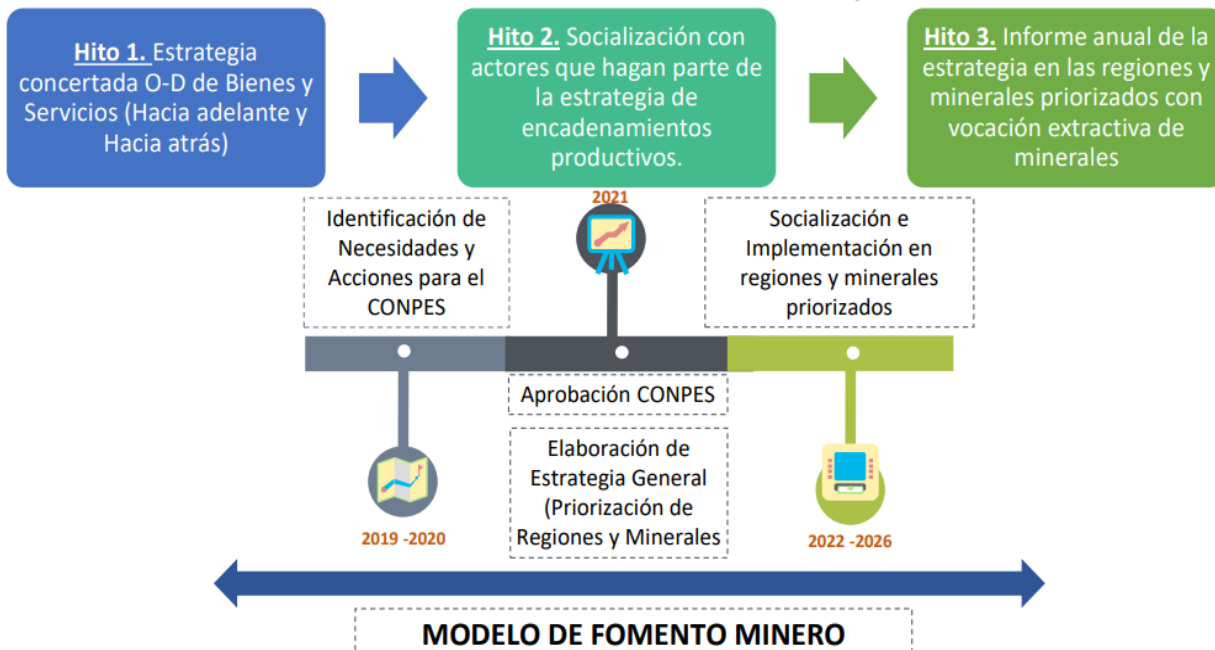 Hito 1. Estrategia
concertada O-D de Bienes y
Servicios (Hacia adelante y
Hacia atrás)
Hito 2. Socialización con
actores que hagan parte de
la estrategia de
encadenamientos
productivos.
Hito 3. Informe anual de la
estrategia en las regiones y
minerales priorizados con
vocación extractiva de
minerales
Identificación de
Necesidades y
Acciones para el
CONPES
2019 -2020
2021
Aprobación CONPES
Elaboración de
Estrategia General
(Priorización de
Regiones y Minerales
Socialización e
Implementación en
regiones y minerales
priorizados
2022 -2026
MODELO DE FOMENTO MINERO